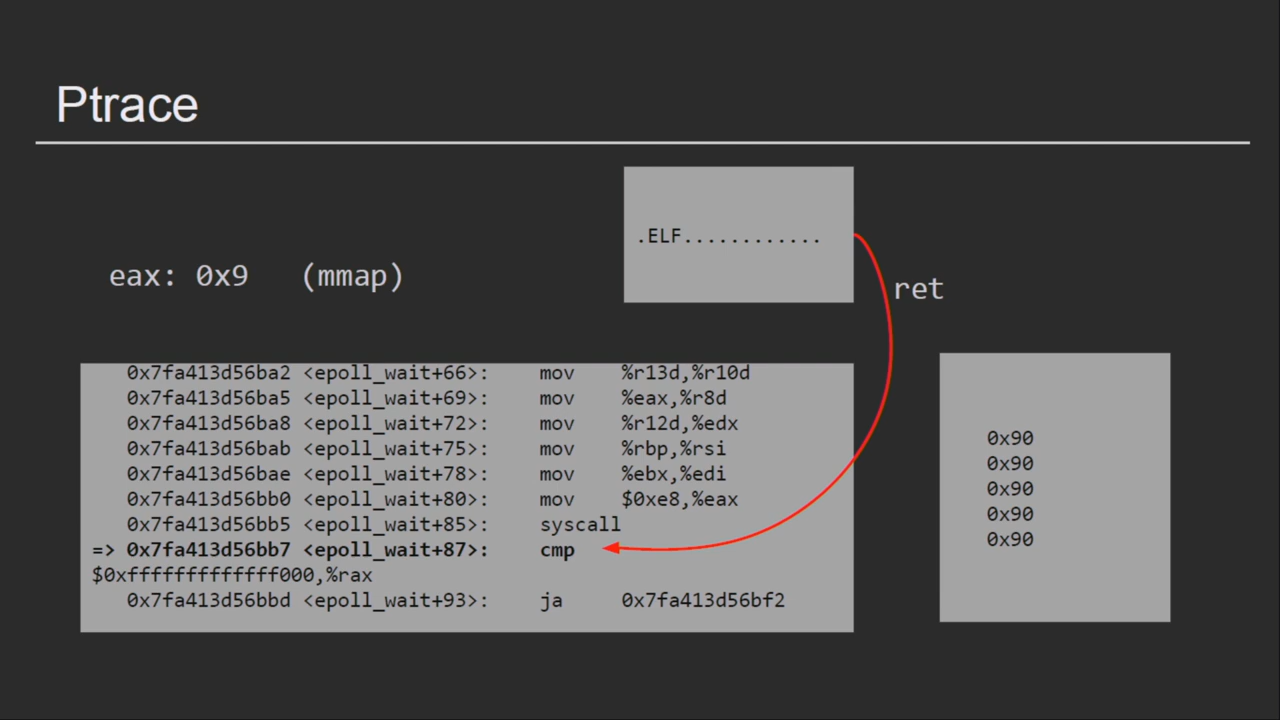 Ptrace
.ELF............
eax: 0x9 (mmap)
ret
0x7fa413d56ba2 <epoll_wait+66>: mov %r13d,%r10d
0x7fa413d56ba5 <epoll_wait+69>: mov %eax,%r8d
0x7fa413d56ba8 <epoll_wait+72>: mov %r12d,%edx
0x7fa413d56bab <epoll_wait+75>: mov %rbp,%rsi
0x7fa413d56bae <epoll_wait+78>: mov %ebx,%edi
0x7fa413d56bb0 <epoll_wait+80>: mov $0xe8,%eax
0x7fa413d56bb5 <epoll_wait+85>: syscall
=> 0x7fa413d56bb7 <epoll_wait+87>: cmp
$0xfffffffffffff000,%rax
0x7fa413d56bbd <epoll_wait+93>: ja 0x7fa413d56bf2
0x90
0x90
0x90
0x90
0x90